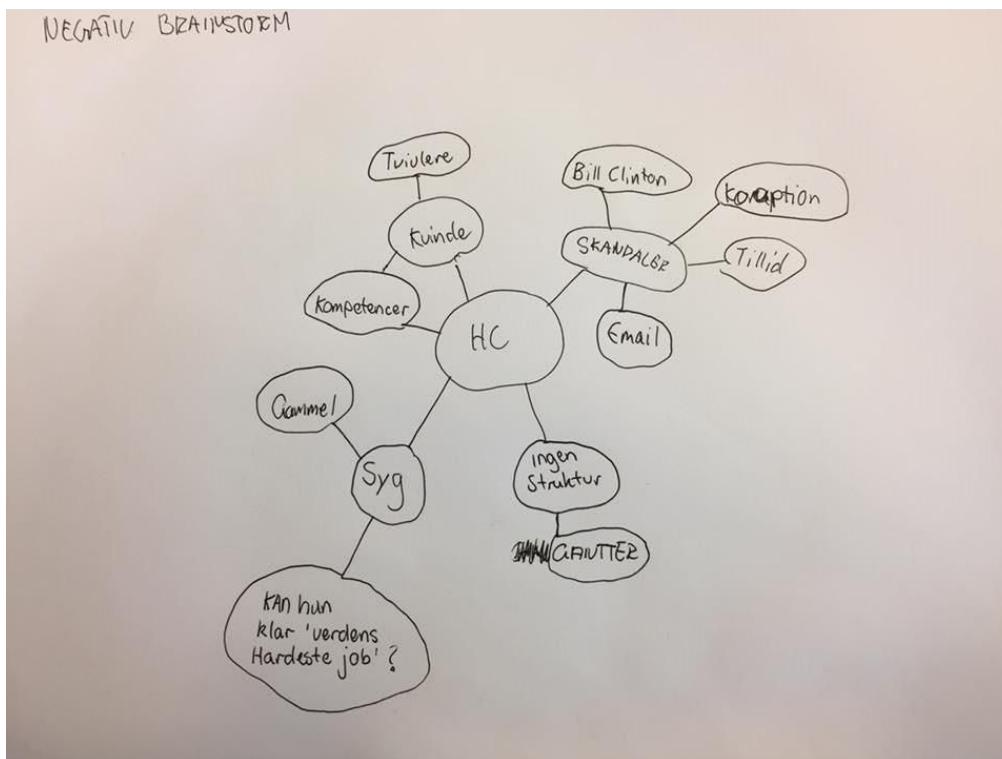 NEGATIV BRAINSTORM
Tvivlere
Kvinde
Kompetencer
Bill Clinton
Korruption
SKANDALER
Tillid
Email
HC
Gammel
Syg
KAN hun
klar 'verdens
Hardeste job' ?
ingen
Struktur